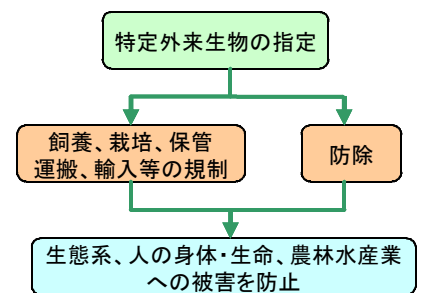 特定外来生物の指定
飼養、栽培、保管
運搬、輸入等の規制
防除
生態系、人の身体・生命、農林水産業
への被害を防止